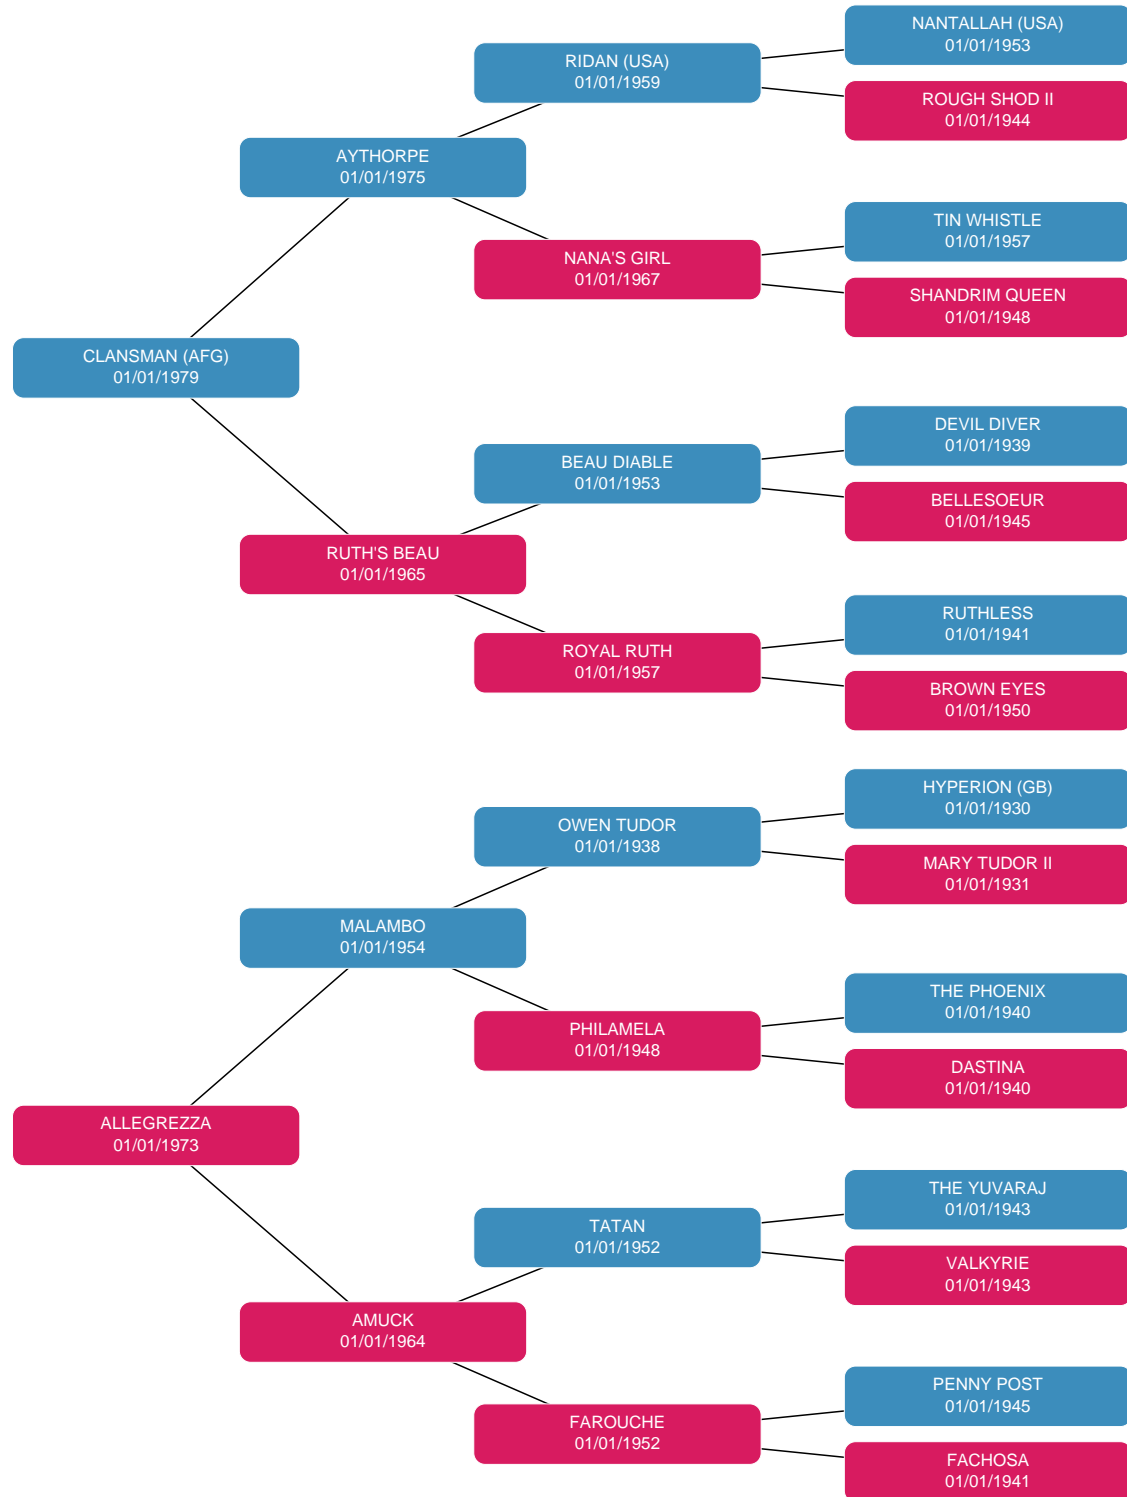 NANTALLAH (USA)
01/01/1953
RIDAN (USA)
01/01/1959
ROUGH SHOD II
01/01/1944
AYTHORPE
01/01/1975
TIN WHISTLE
01/01/1957
NANA'S GIRL
01/01/1967
SHANDRIM QUEEN
01/01/1948
CLANSMAN (AFG)
01/01/1979
DEVIL DIVER
01/01/1939
BEAU DIABLE
01/01/1953
BELLESOEUR
01/01/1945
RUTH'S BEAU
01/01/1965
RUTHLESS
01/01/1941
ROYAL RUTH
01/01/1957
BROWN EYES
01/01/1950
HYPERION (GB)
01/01/1930
OWEN TUDOR
01/01/1938
MARY TUDOR II
01/01/1931
MALAMBO
01/01/1954
THE PHOENIX
01/01/1940
PHILAMELA
01/01/1948
DASTINA
01/01/1940
ALLEGREZZA
01/01/1973
THE YUVARAJ
01/01/1943
TATAN
01/01/1952
VALKYRIE
01/01/1943
AMUCK
01/01/1964
PENNY POST
01/01/1945
FAROUCHE
01/01/1952
FACHOSA
01/01/1941